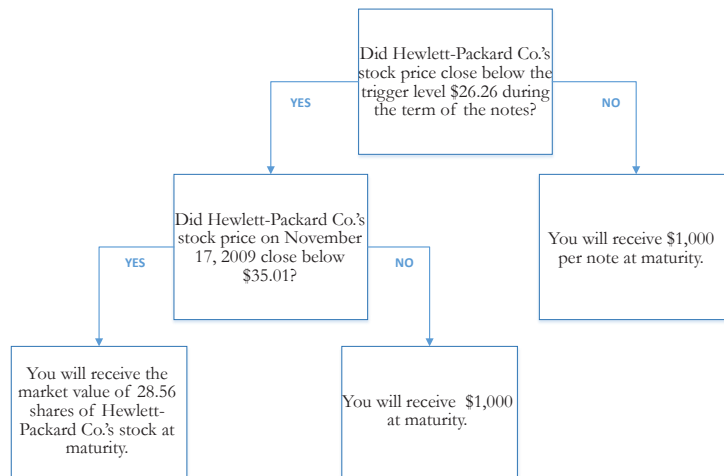 Did Hewlett-Packard Co.'s
stock price close below the
trigger level $26.26 during
the term of the notes?
YES
NO
Did Hewlett-Packard Co.'s
stock price on November
17, 2009 close below
$35.01?
You will receive $1,000
per note at maturity.
YES
NO
You will receive the
market value of 28.56
shares of Hewlett-
Packard Co.'s stock at
maturity.
You will receive $1,000
at maturity.